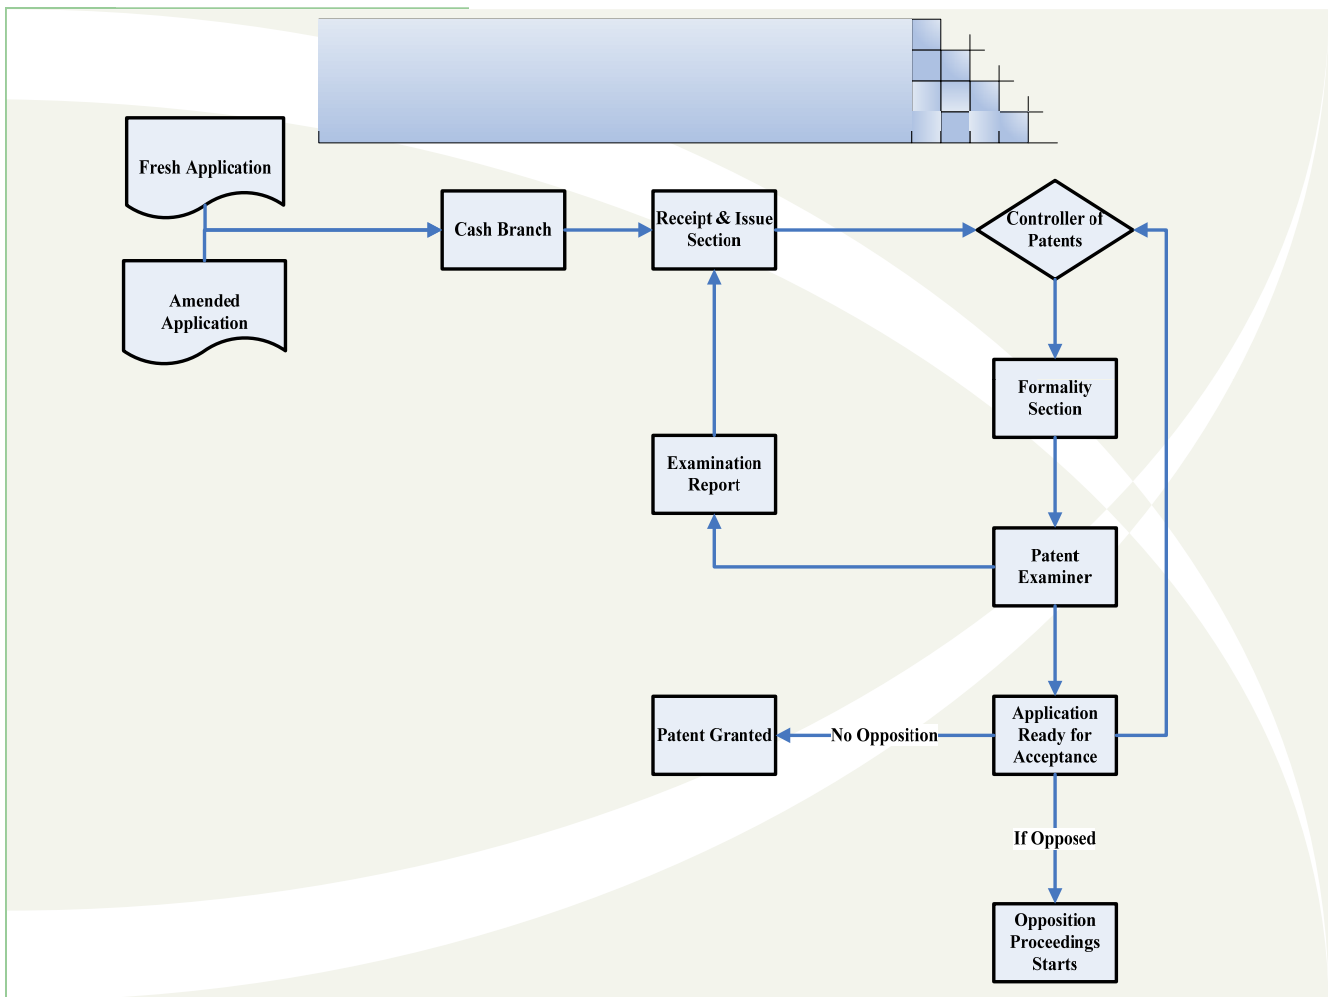 Fresh Application
Cash Branch
Receipt & Issue
Section
Controller of
Patents
Amended
Application
Formality
Section
Examination
Report
Patent
Examiner
Patent Granted
No Opposition
Application
Ready for
Acceptance
If Opposed
Opposition
Proceedings
Starts